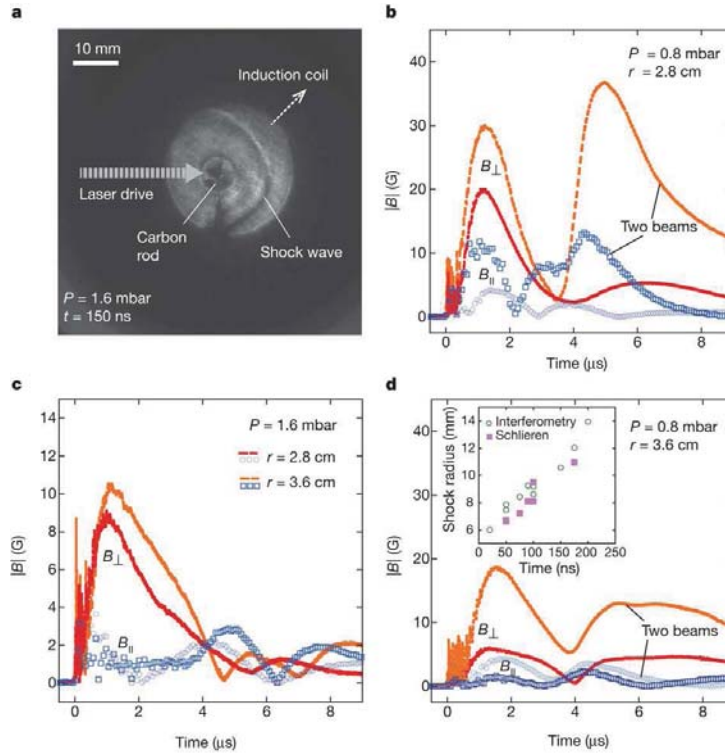 a
10 mm
Induction coil
Laser drive
Carbon
rod
Shock wave
P = 1.6 mbar
t = 150 ns
b
P = 0.8 mbar
r = 2.8 cm
40
30
20
10
0
|B| (G)
B⊥
B∥
Two beams
0 2 4 6 8
Time (μs)
c
P = 1.6 mbar
r = 2.8 cm
r = 3.6 cm
14
12
10
8
6
4
2
0
|B| (G)
B⊥
B∥
0 2 4 6 8
Time (μs)
d
P = 0.8 mbar
r = 3.6 cm
Interferometry
Schlieren
Shock radius (mm)
14
12
10
8
6
0 50 100 150 200 250
Time (ns)
40
30
20
10
0
|B| (G)
B⊥
B∥
Two beams
0 2 4 6 8
Time (μs)